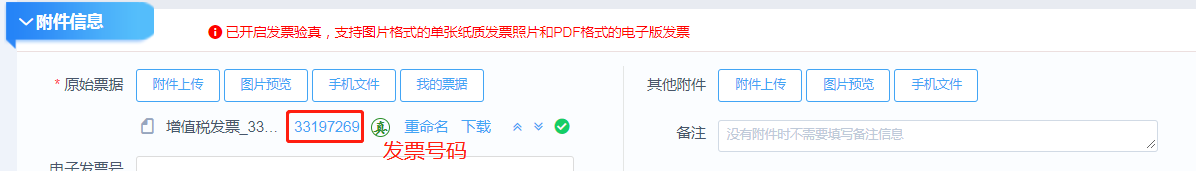 附件信息
已开启发票验真，支持图片格式的单张纸质发票照片和PDF格式的电子版发票
* 原始票据 附件上传 图片预览 手机文件 我的票据 其他附件 附件上传 图片预览 手机文件
增值税发票_33... 33197269 真 重命名 下载 备注 没有附件时不需要填写备注信息
发票号码
电子发票号